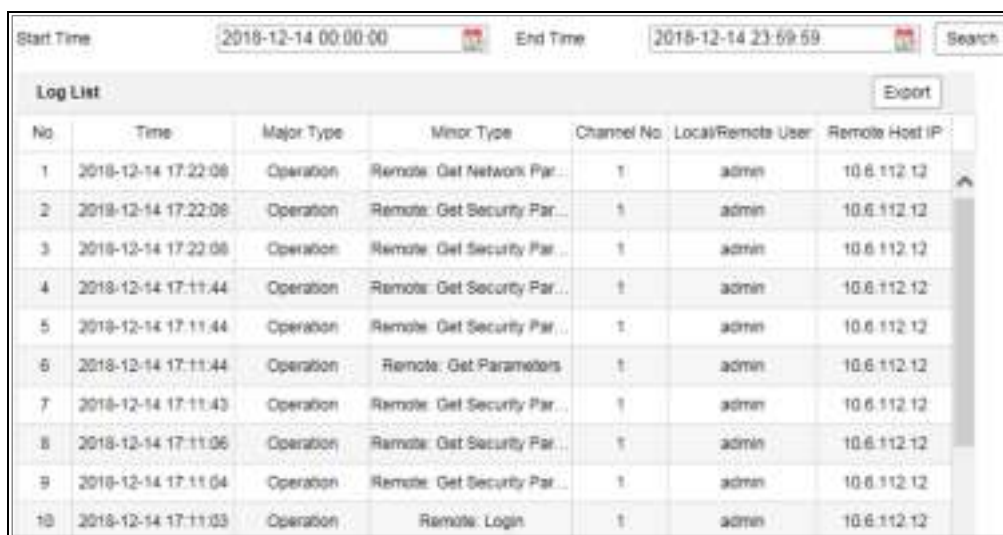 Start Time 2018-12-14 00:00:00 End Time 2018-12-14 23:59:59 Search
Log List Export
No. Time Major Type Minor Type Channel No. Local/Remote User Remote Host IP
1 2018-12-14 17:22:08 Operation Remote: Get Network Par... 1 admin 10.6.112.12
2 2018-12-14 17:22:08 Operation Remote: Get Security Par... 1 admin 10.6.112.12
3 2018-12-14 17:22:08 Operation Remote: Get Security Par... 1 admin 10.6.112.12
4 2018-12-14 17:11:44 Operation Remote: Get Security Par... 1 admin 10.6.112.12
5 2018-12-14 17:11:44 Operation Remote: Get Security Par... 1 admin 10.6.112.12
6 2018-12-14 17:11:44 Operation Remote: Get Parameters 1 admin 10.6.112.12
7 2018-12-14 17:11:43 Operation Remote: Get Security Par... 1 admin 10.6.112.12
8 2018-12-14 17:11:06 Operation Remote: Get Security Par... 1 admin 10.6.112.12
9 2018-12-14 17:11:04 Operation Remote: Get Security Par... 1 admin 10.6.112.12
10 2018-12-14 17:11:03 Operation Remote: Login 1 admin 10.6.112.12